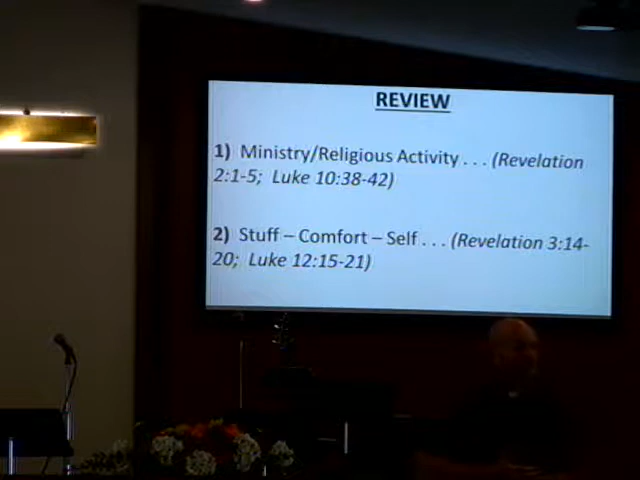 REVIEW
1) Ministry/Religious Activity . . . (Revelation
2:1-5; Luke 10:38-42)
2) Stuff – Comfort – Self . . . (Revelation 3:14-
20; Luke 12:15-21)